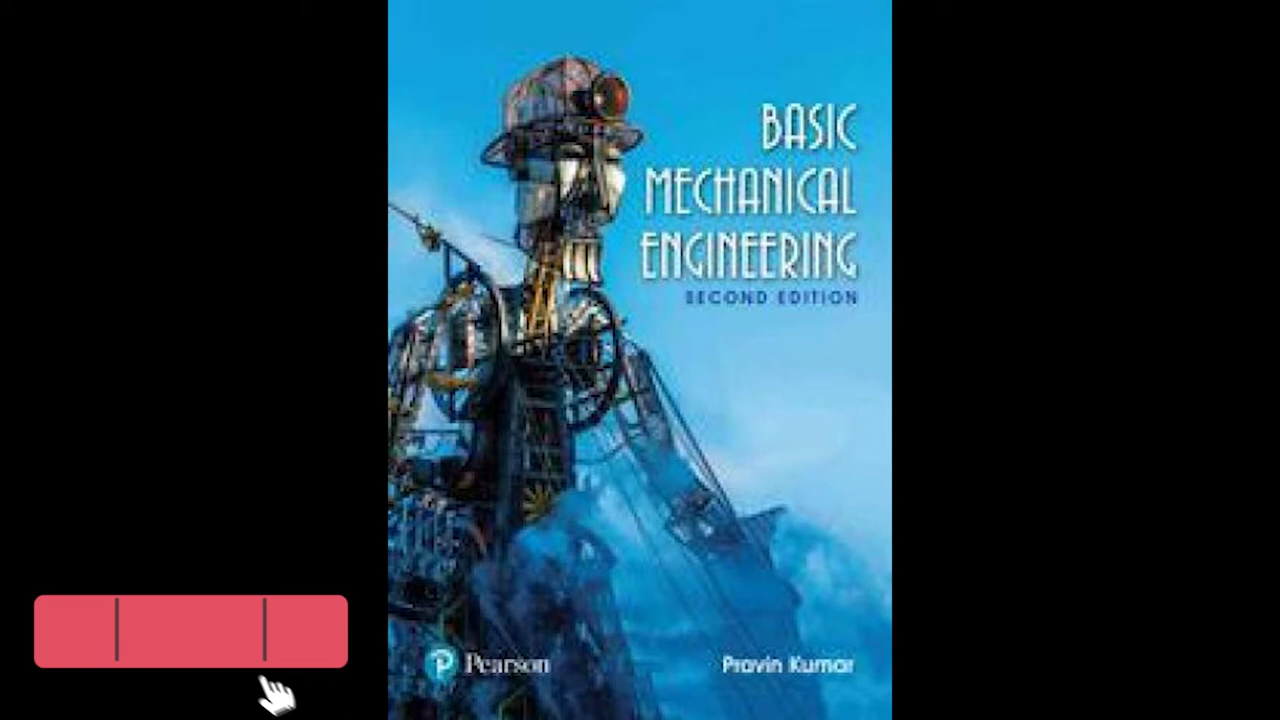 BASIC
MECHANICAL
ENGINEERING
SECOND EDITION
Pearson
Pravin Kumar